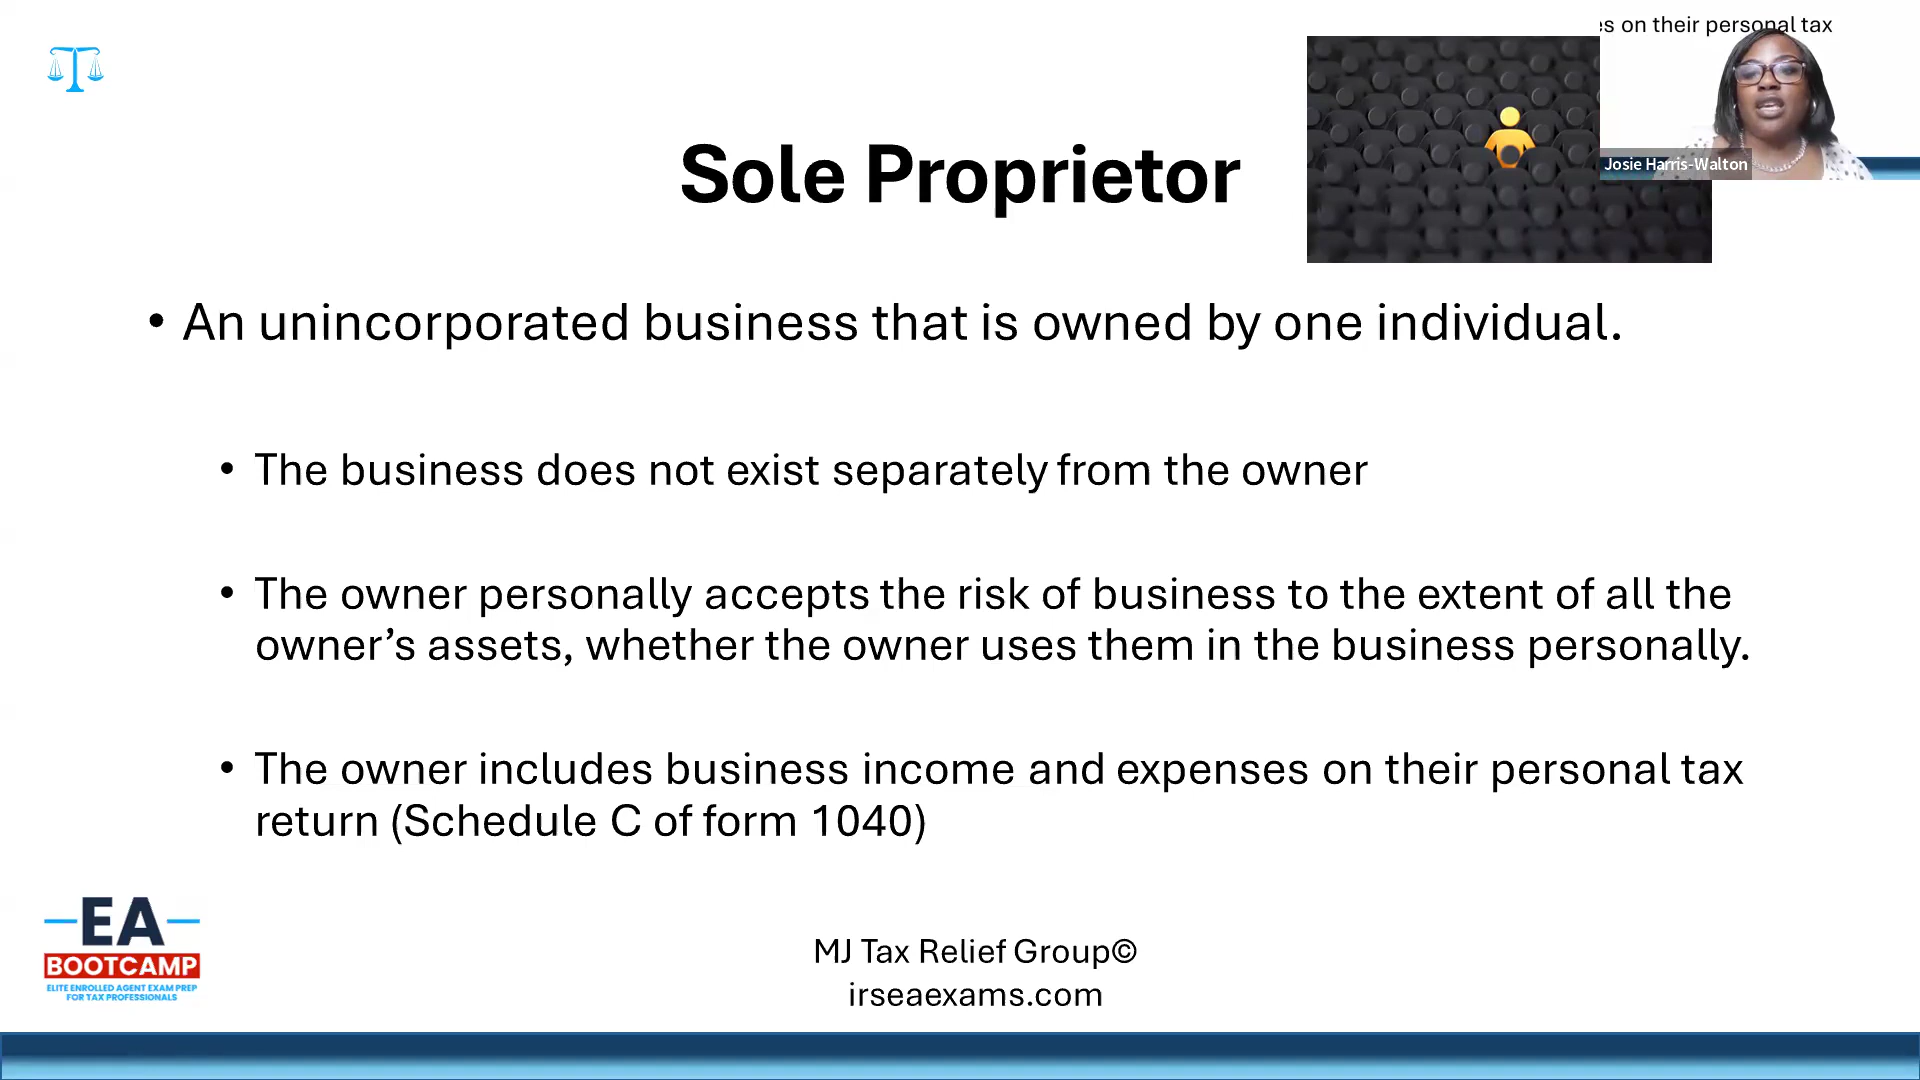 es on their personal tax
Josie Harris-Walton
Sole Proprietor
• An unincorporated business that is owned by one individual.
• The business does not exist separately from the owner
• The owner personally accepts the risk of business to the extent of all the
owner’s assets, whether the owner uses them in the business personally.
• The owner includes business income and expenses on their personal tax
return (Schedule C of form 1040)
EA
BOOTCAMP
ELITE ENROLLED AGENT EXAM PREP
FOR TAX PROFESSIONALS
MJ Tax Relief Group©
irseaexams.com